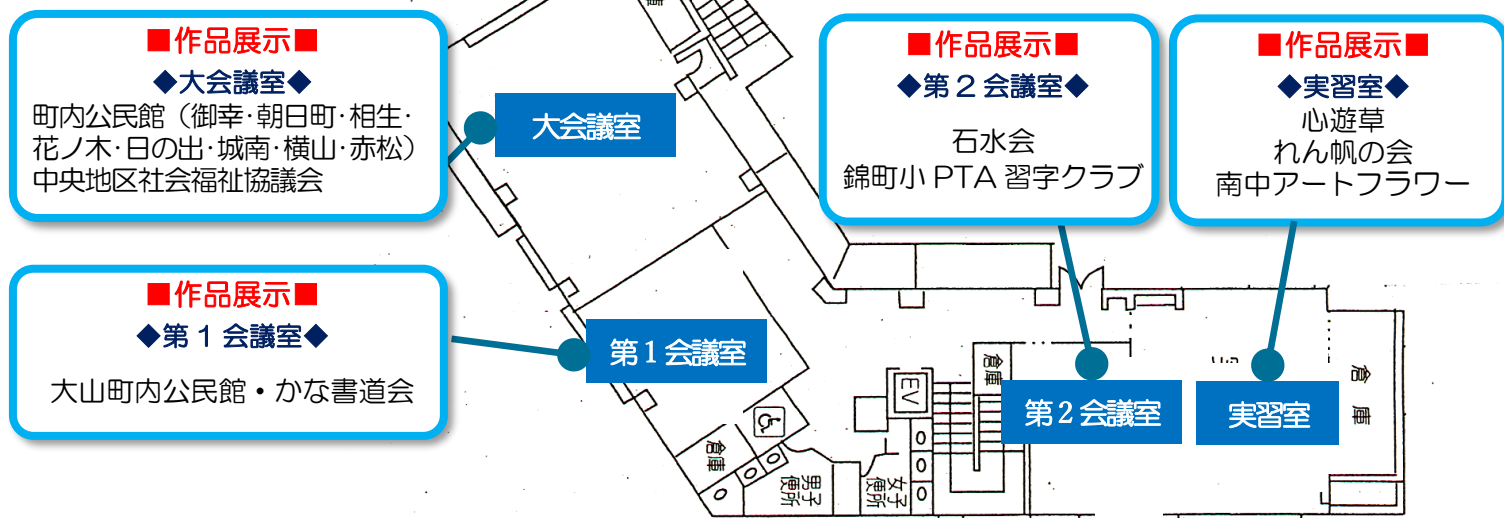 ■作品展示■
◆大会議室◆
町内公民館（御幸・朝日町・相生・
花ノ木・日の出・城南・横山・赤松）
中央地区社会福祉協議会
■作品展示■
◆第１会議室◆
大山町内公民館・かな書道会
■作品展示■
◆第２会議室◆
石水会
錦町小 PTA 習字クラブ
■作品展示■
◆実習室◆
心遊草
れん帆の会
南中アートフラワー
大会議室
第１会議室
第２会議室
実習室
倉庫
EV
倉庫
倉庫
男子便所
女子便所